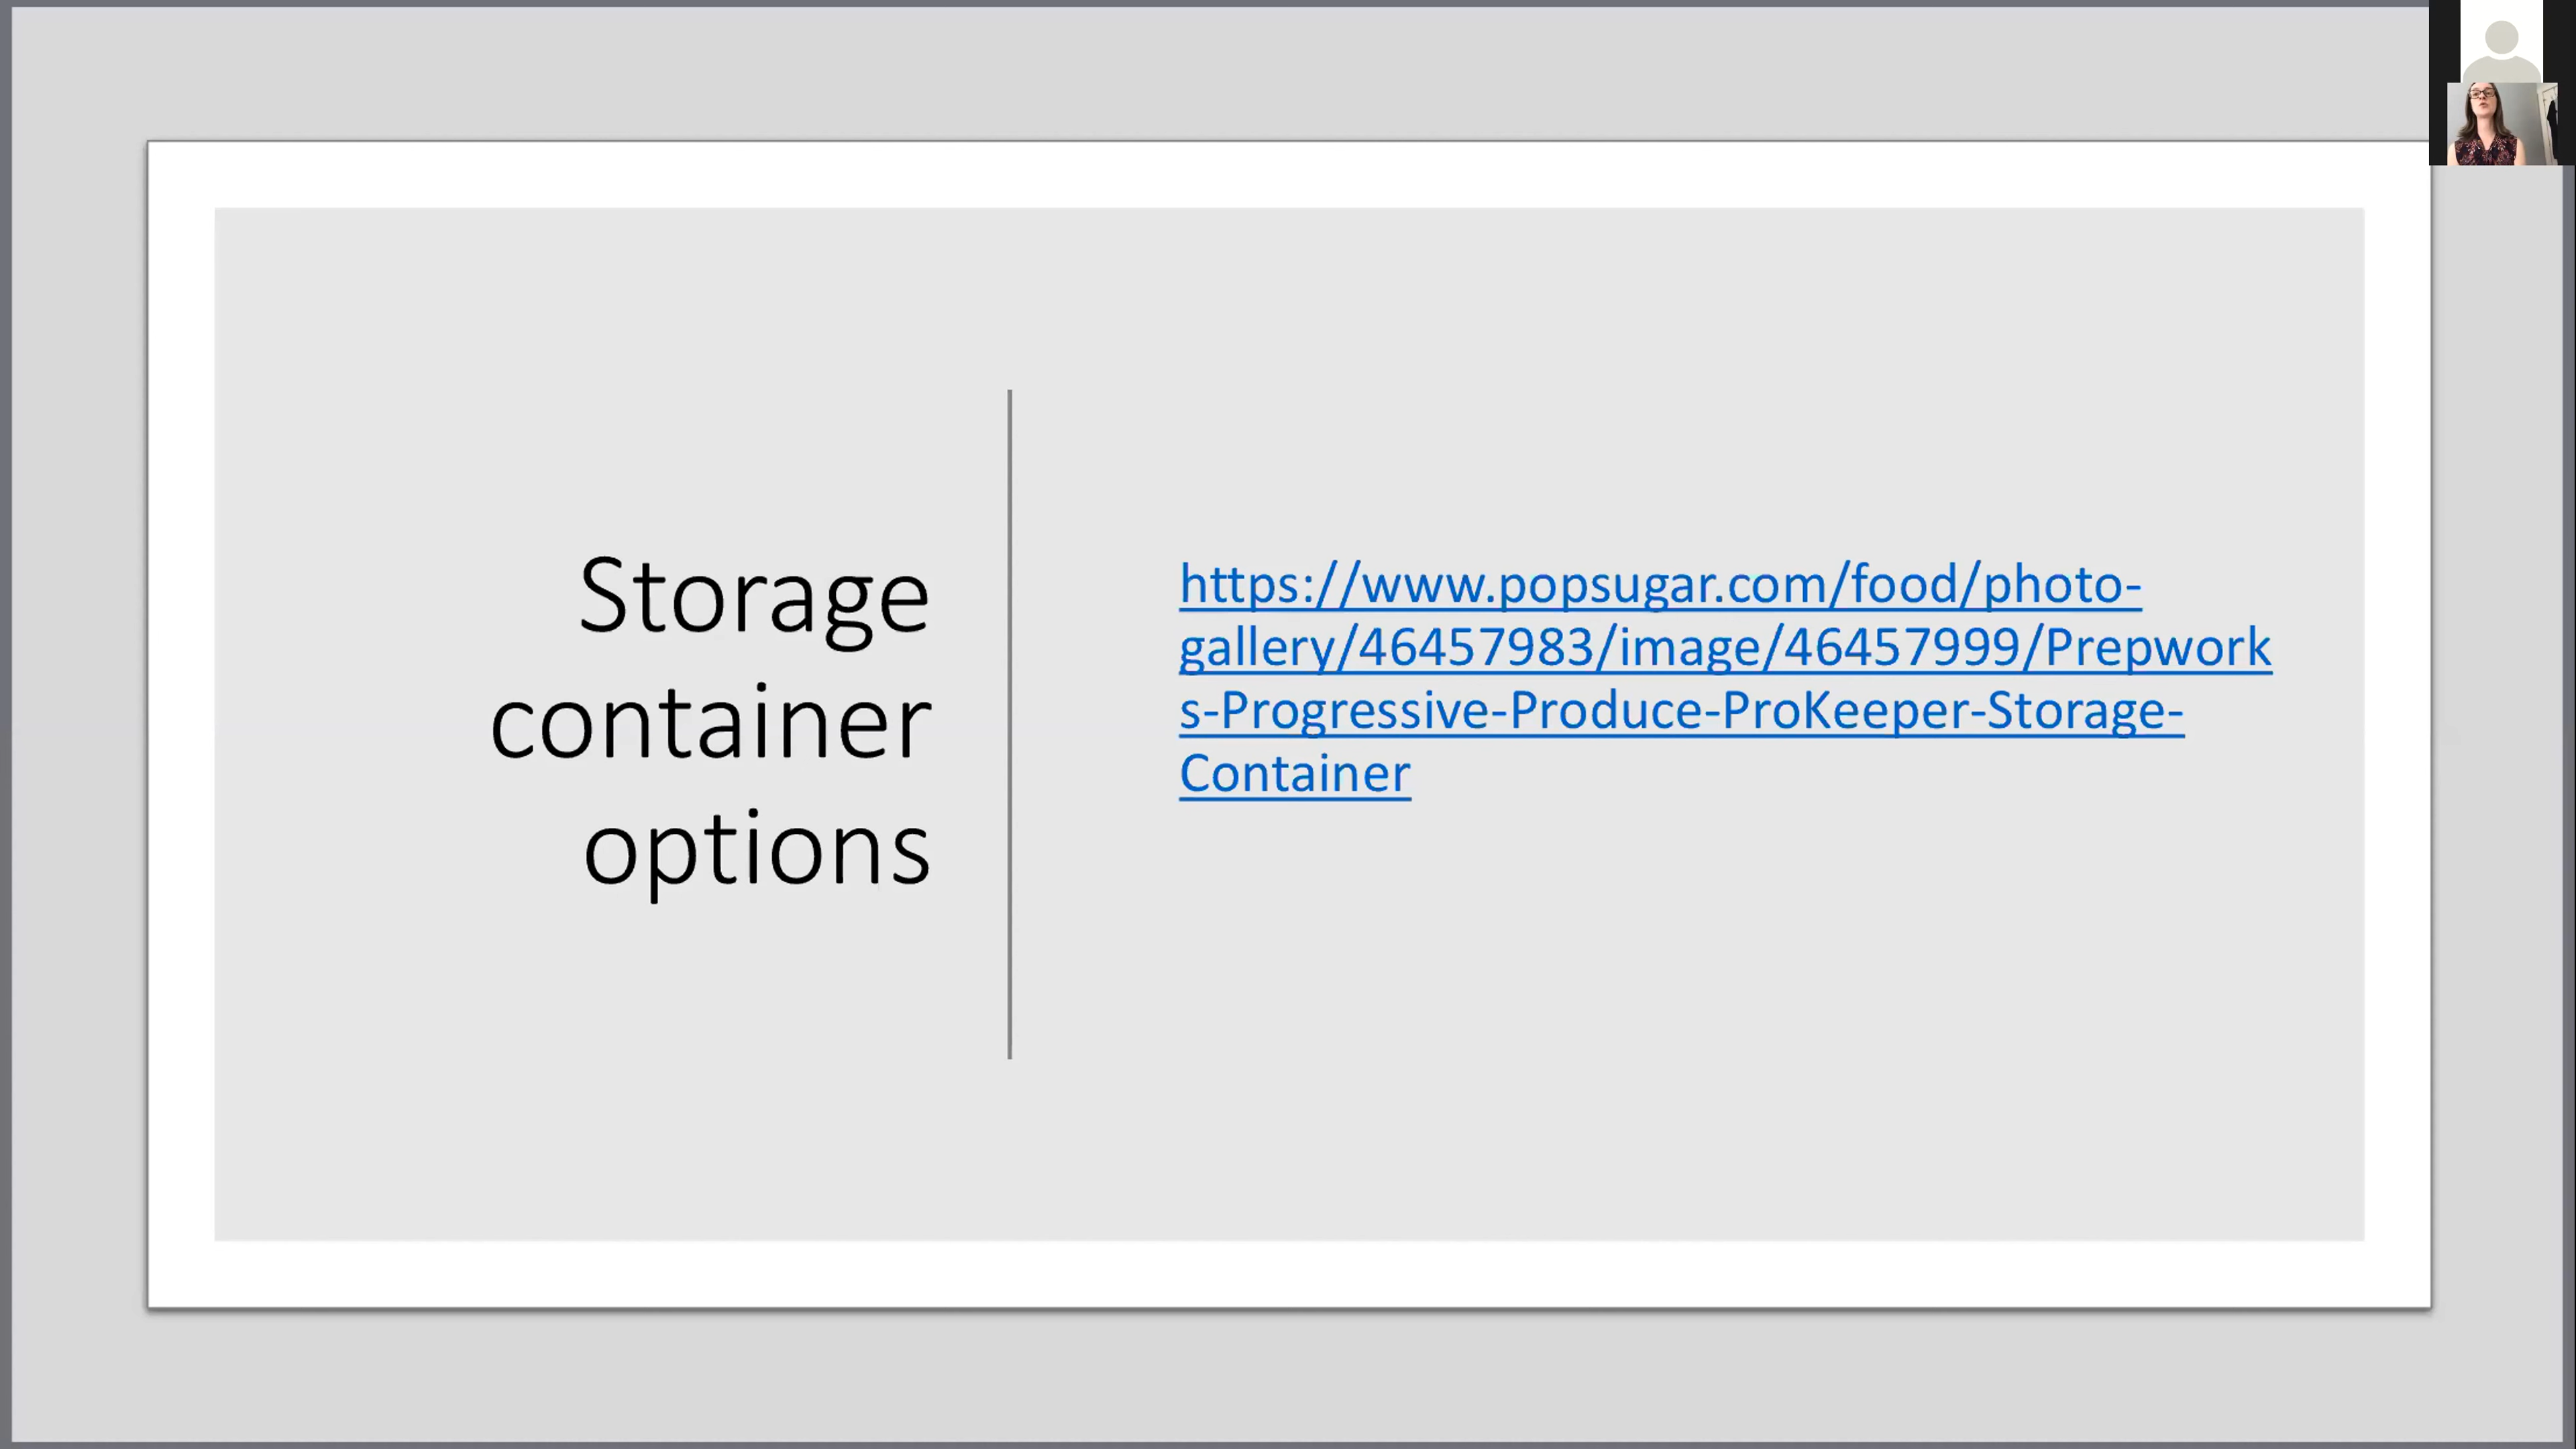 Storage
container
options
https://www.popsugar.com/food/photo-
gallery/46457983/image/46457999/Prepwork
s-Progressive-Produce-ProKeeper-Storage-
Container